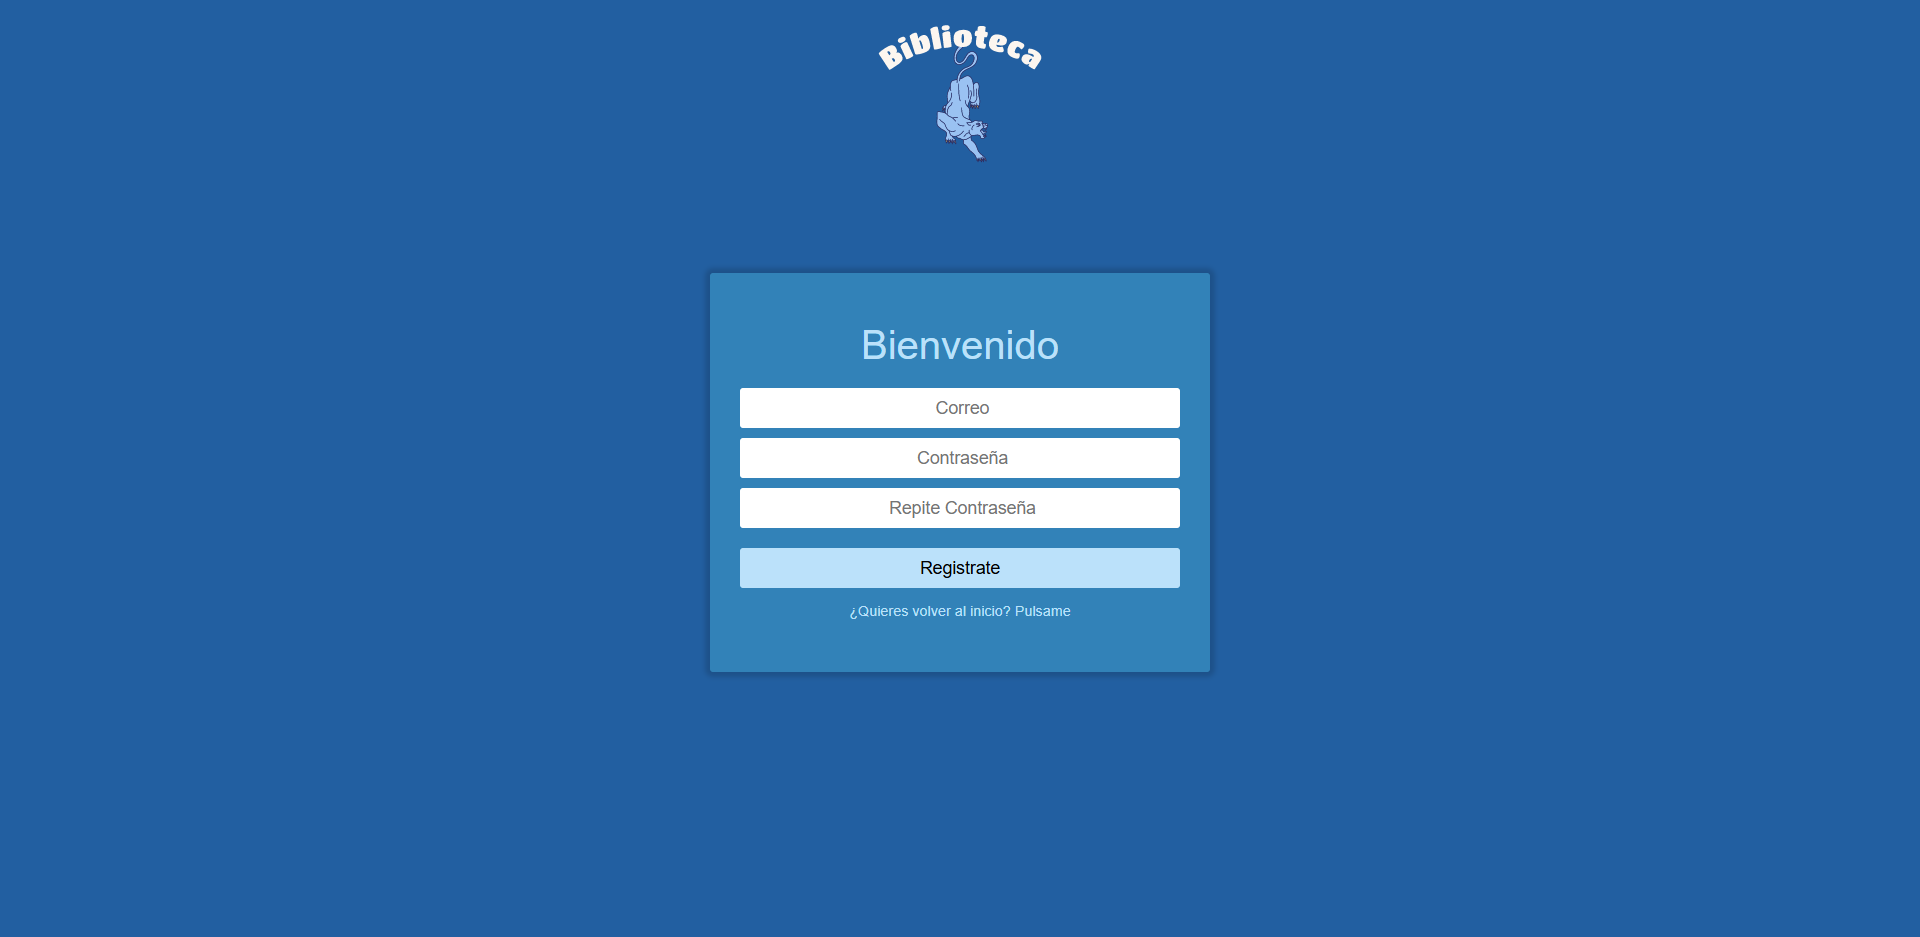 Biblioteca
Bienvenido
Correo
Contraseña
Repite Contraseña
Registrate
¿Quieres volver al inicio? Pulsame